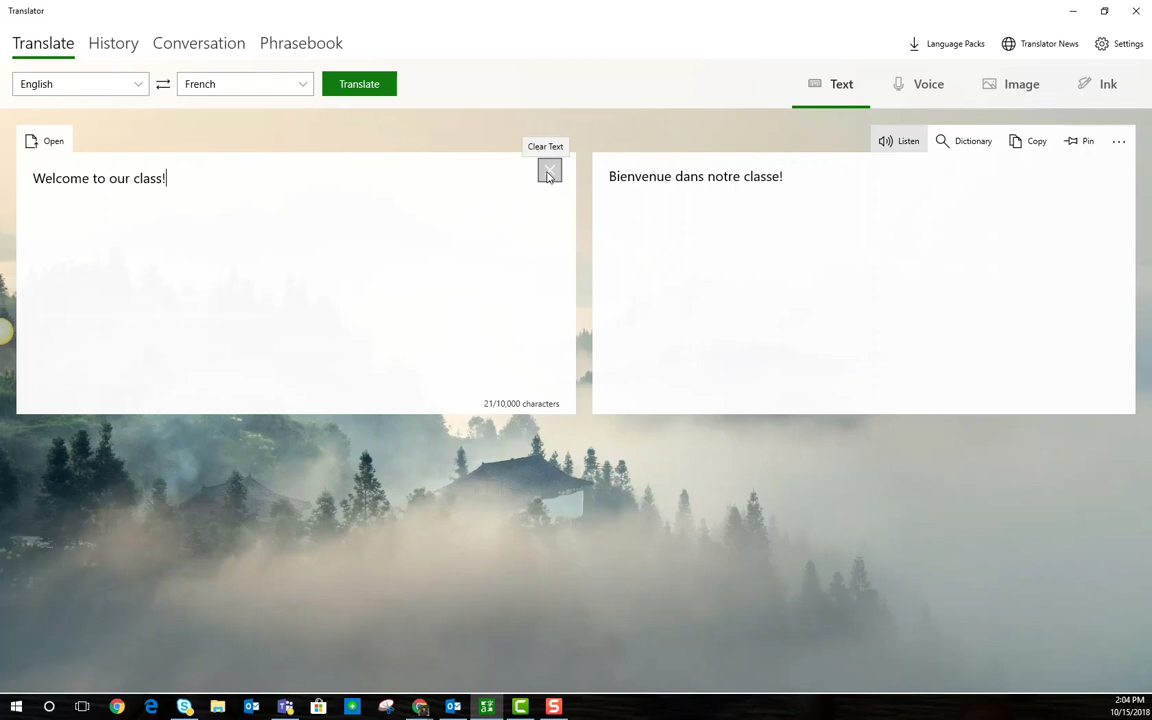 Translator
Translate History Conversation Phrasebook
Language Packs Translator News Settings
English French Translate
Text Voice Image Ink
Open
Clear Text
Listen Dictionary Copy Pin
Welcome to our class!
Bienvenue dans notre classe!
21/10,000 characters
2:04 PM
10/15/2018